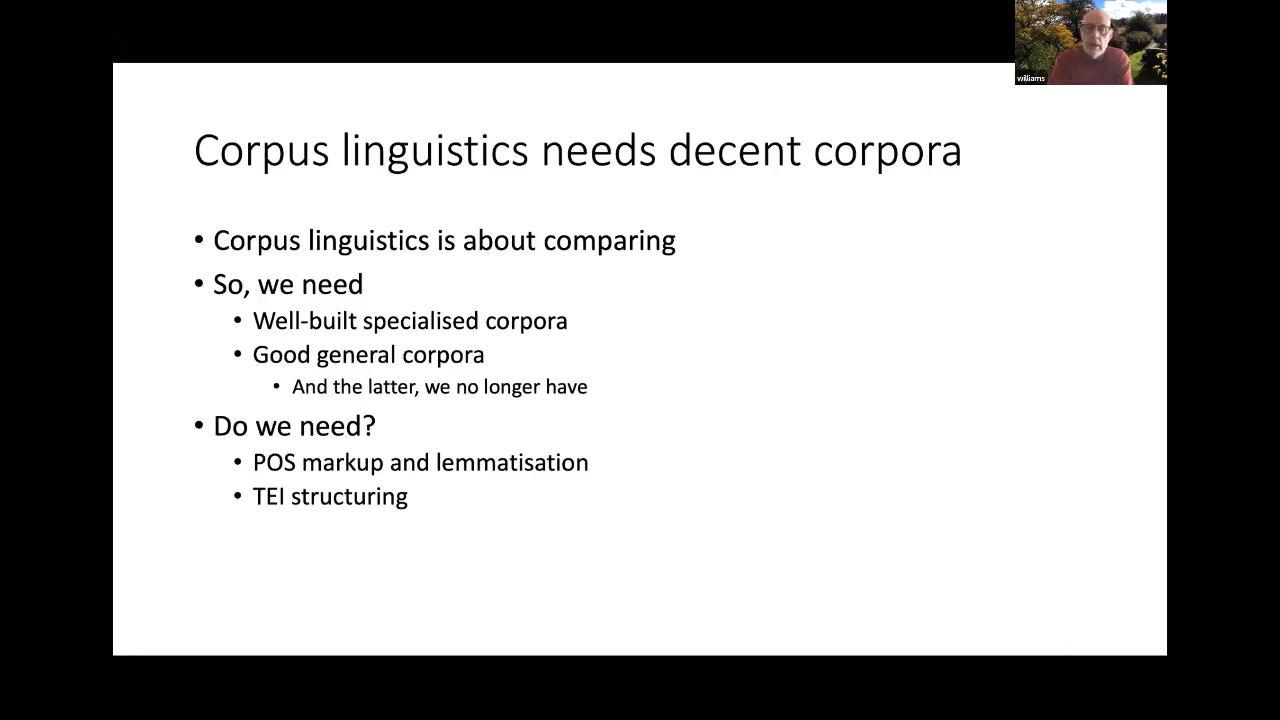 williams
Corpus linguistics needs decent corpora
• Corpus linguistics is about comparing
• So, we need
• Well-built specialised corpora
• Good general corpora
• And the latter, we no longer have
• Do we need?
• POS markup and lemmatisation
• TEI structuring